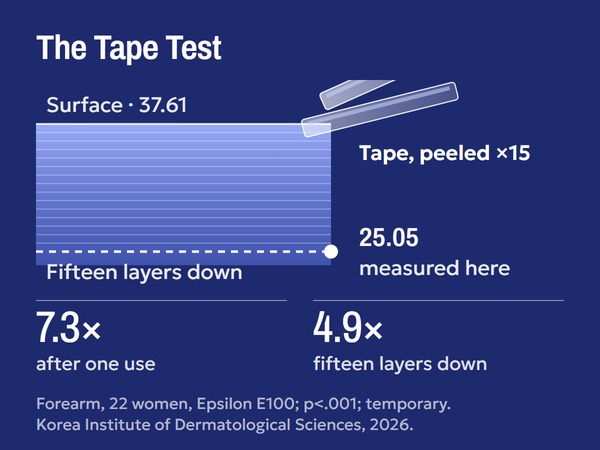 The Tape Test
Surface · 37.61
Tape, peeled ×15
25.05
measured here
Fifteen layers down
7.3×
after one use
4.9×
fifteen layers down
Forearm, 22 women, Epsilon E100; p<.001; temporary.
Korea Institute of Dermatological Sciences, 2026.